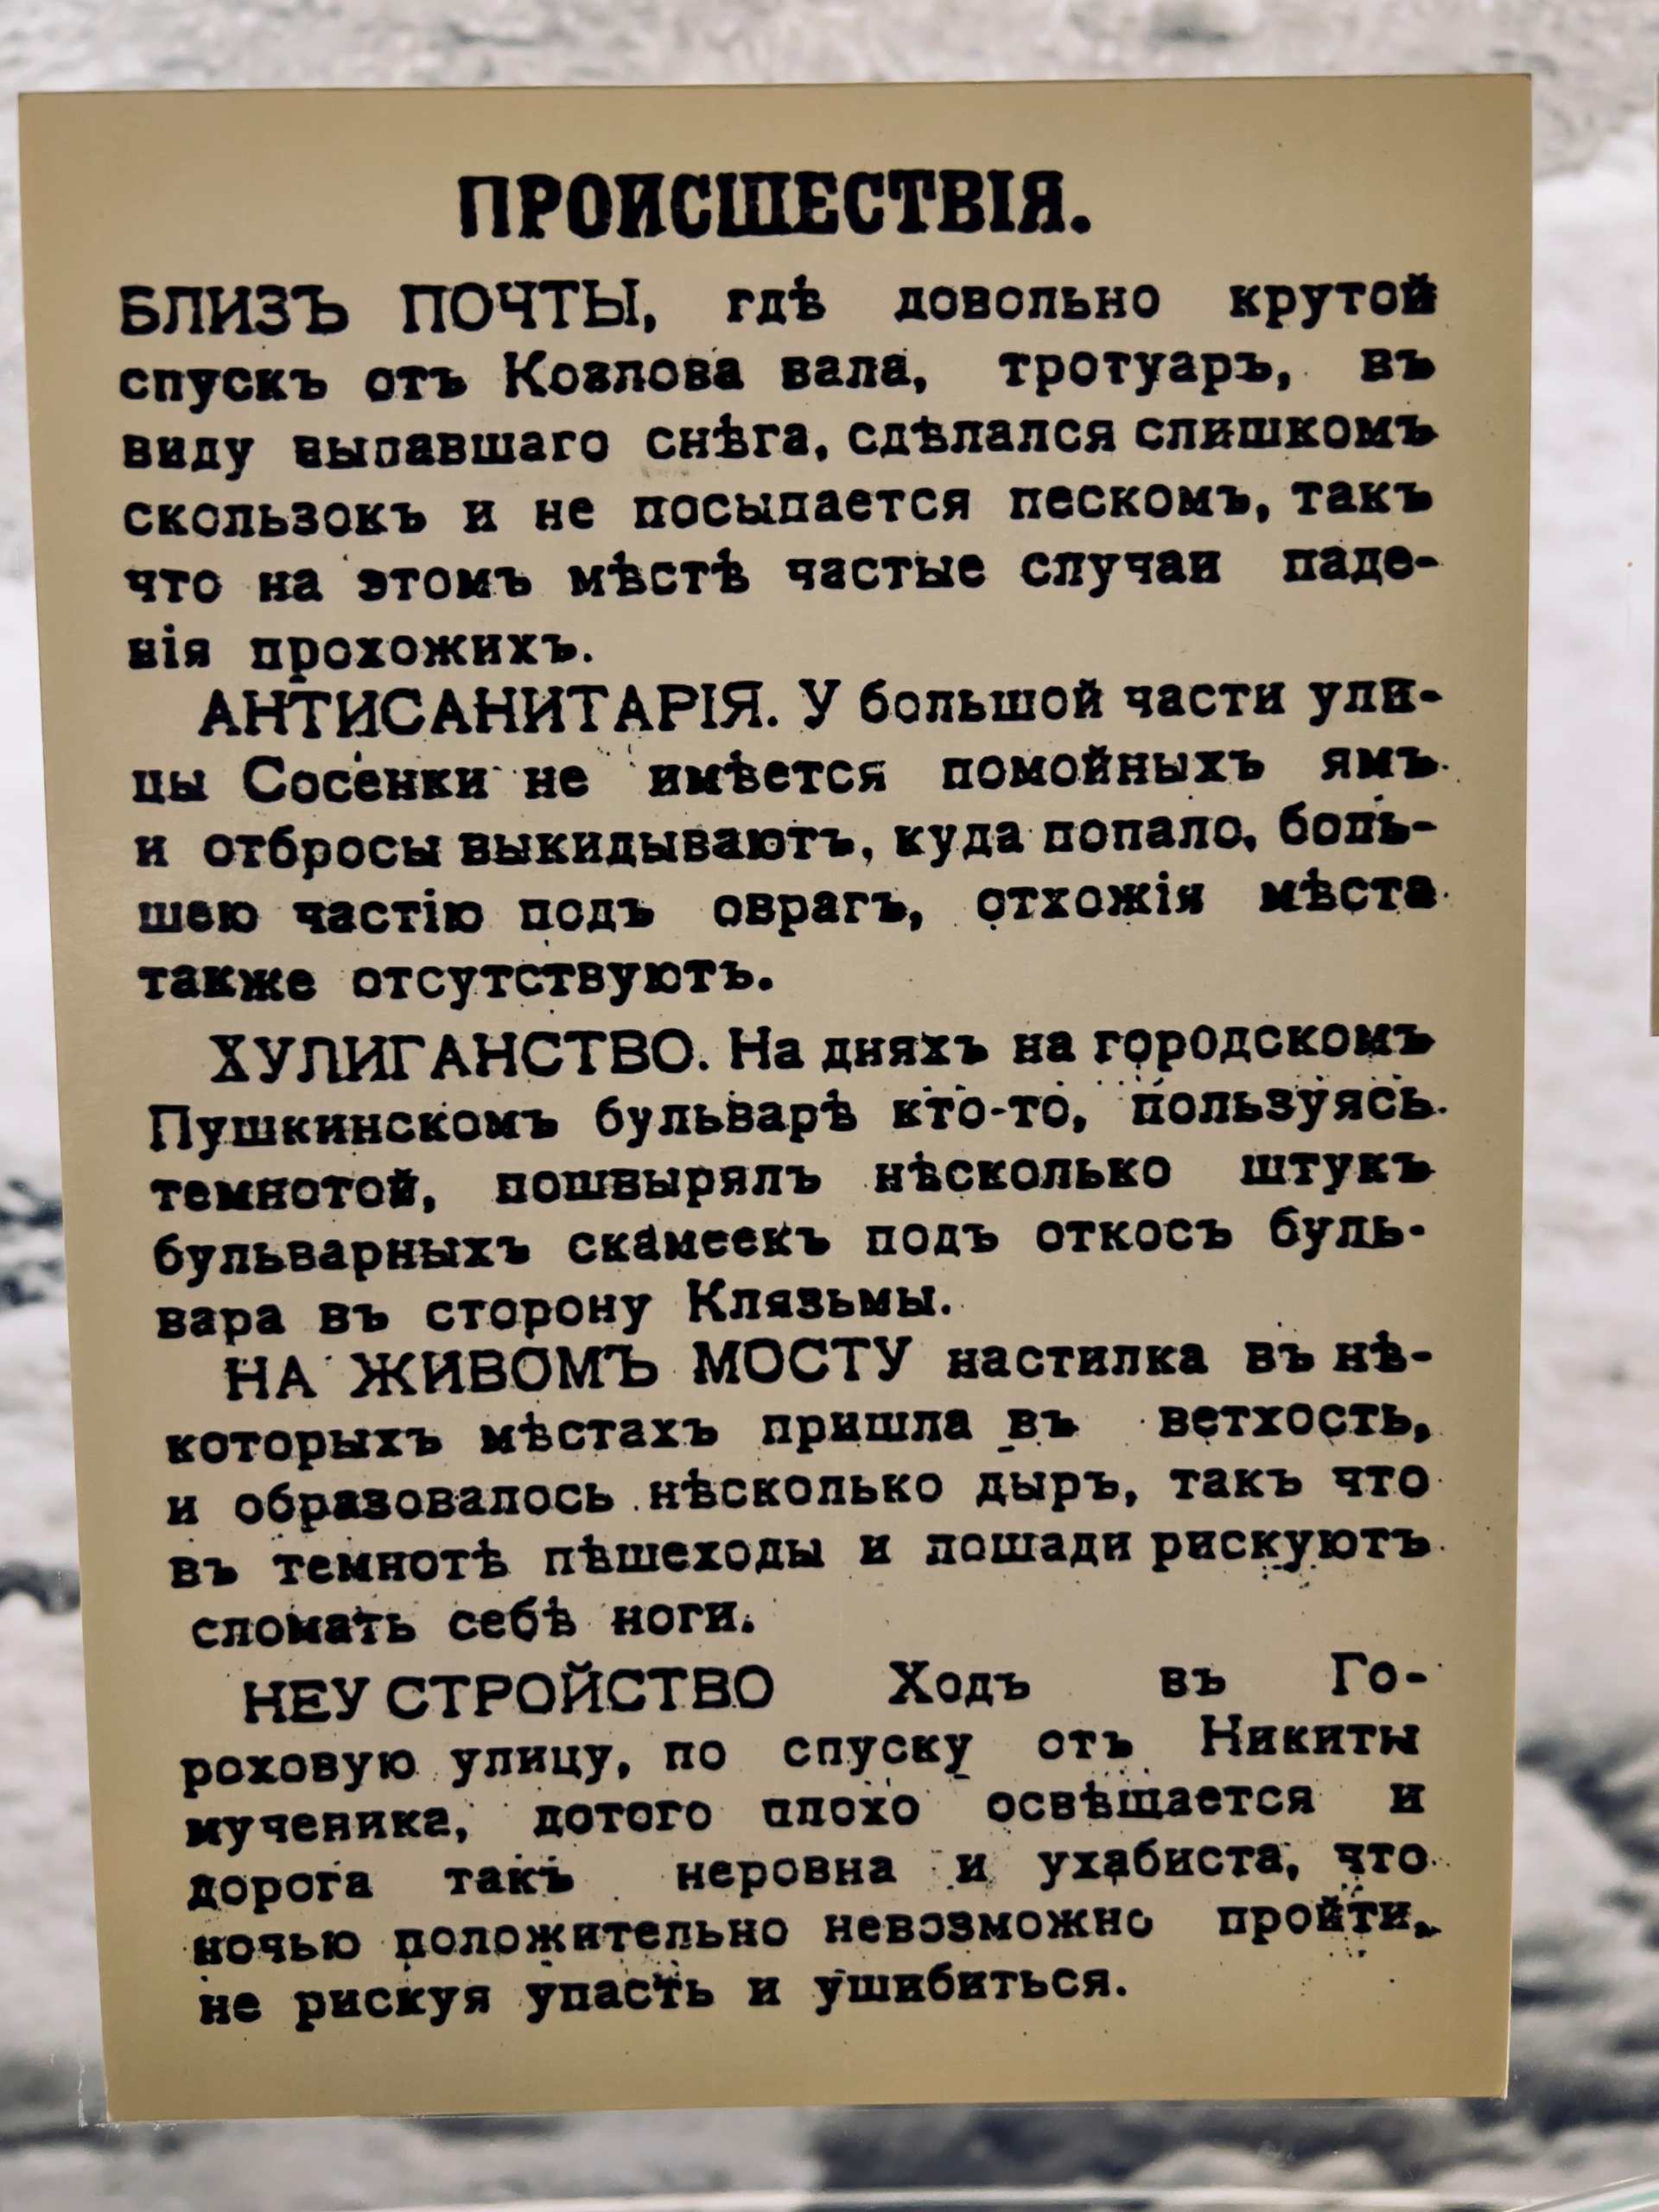 ПРОИСШЕСТВІЯ.
БЛИЗЪ ПОЧТЫ, гдѣ довольно крутой
спускъ отъ Козлова вала, тротуаръ, въ
виду выпавшаго снѣга, сдѣлался слишкомъ
скользокъ и не посыпается пескомъ, такъ
что на этомъ мѣстѣ частые случаи паде-
нія прохожихъ.
АНТИСАНИТАРІЯ. У большой части ули-
цы Сосенки не имѣется помойныхъ ямъ
и отбросы выкидываютъ, куда попало, боль-
шею частію подъ оврагъ, отхожія мѣста
также отсутствуютъ.
ХУЛИГАНСТВО. На дняхъ на городскомъ
Пушкинскомъ бульварѣ кто-то, пользуясь
темнотой, пошвырялъ нѣсколько штукъ
бульварныхъ скамеекъ подъ откосъ буль-
вара въ сторону Клязьмы.
НА ЖИВОМЪ МОСТУ настилка въ нѣ-
которыхъ мѣстахъ пришла въ ветхость,
и образовалось нѣсколько дыръ, такъ что
въ темнотѣ пѣшеходы и лошади рискуютъ
сломать себѣ ноги.
НЕУСТРОЙСТВО Ходъ въ Го-
роховую улицу, по спуску отъ Никиты
мученика, дотого плохо освѣщается и
дорога такъ неровна и ухабиста, что
ночью положительно невозможно пройти,
не рискуя упасть и ушибиться.